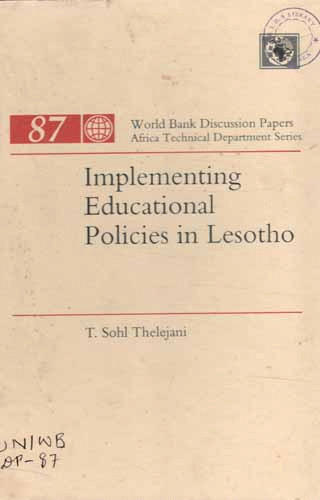 87
World Bank Discussion Papers
Africa Technical Department Series
Implementing
Educational
Policies in Lesotho
T. Sohl Thelejani
UNIWB
DP-87